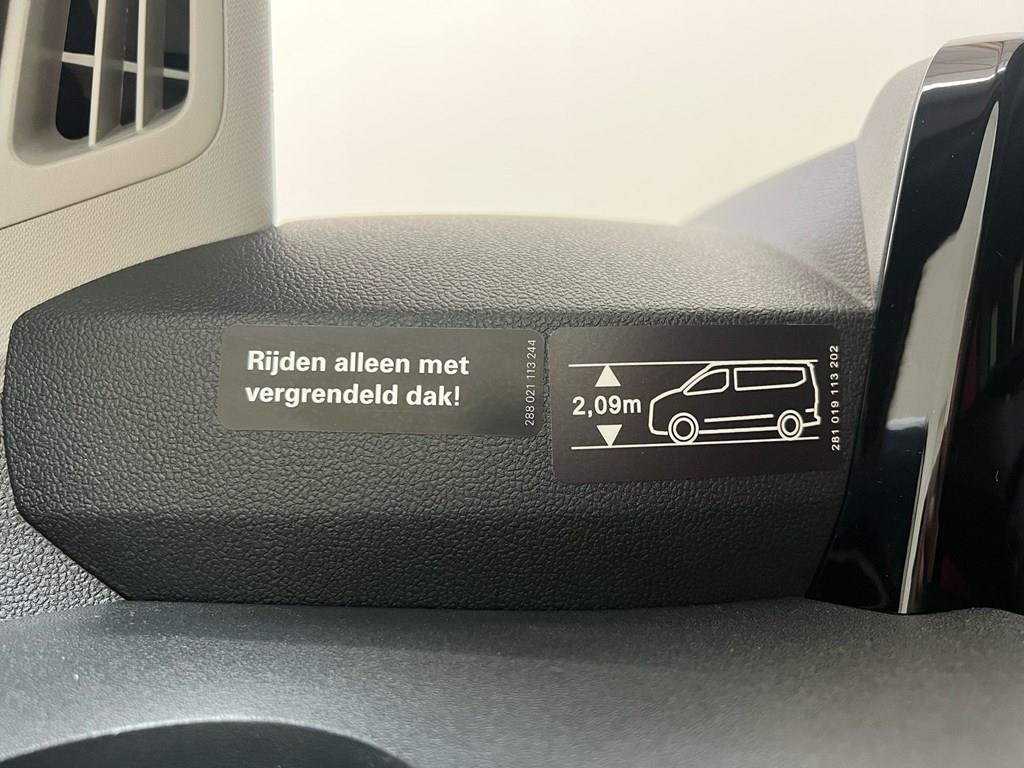 Rijden alleen met
vergrendeld dak!
288 021 113 244
2,09m
281 019 113 202